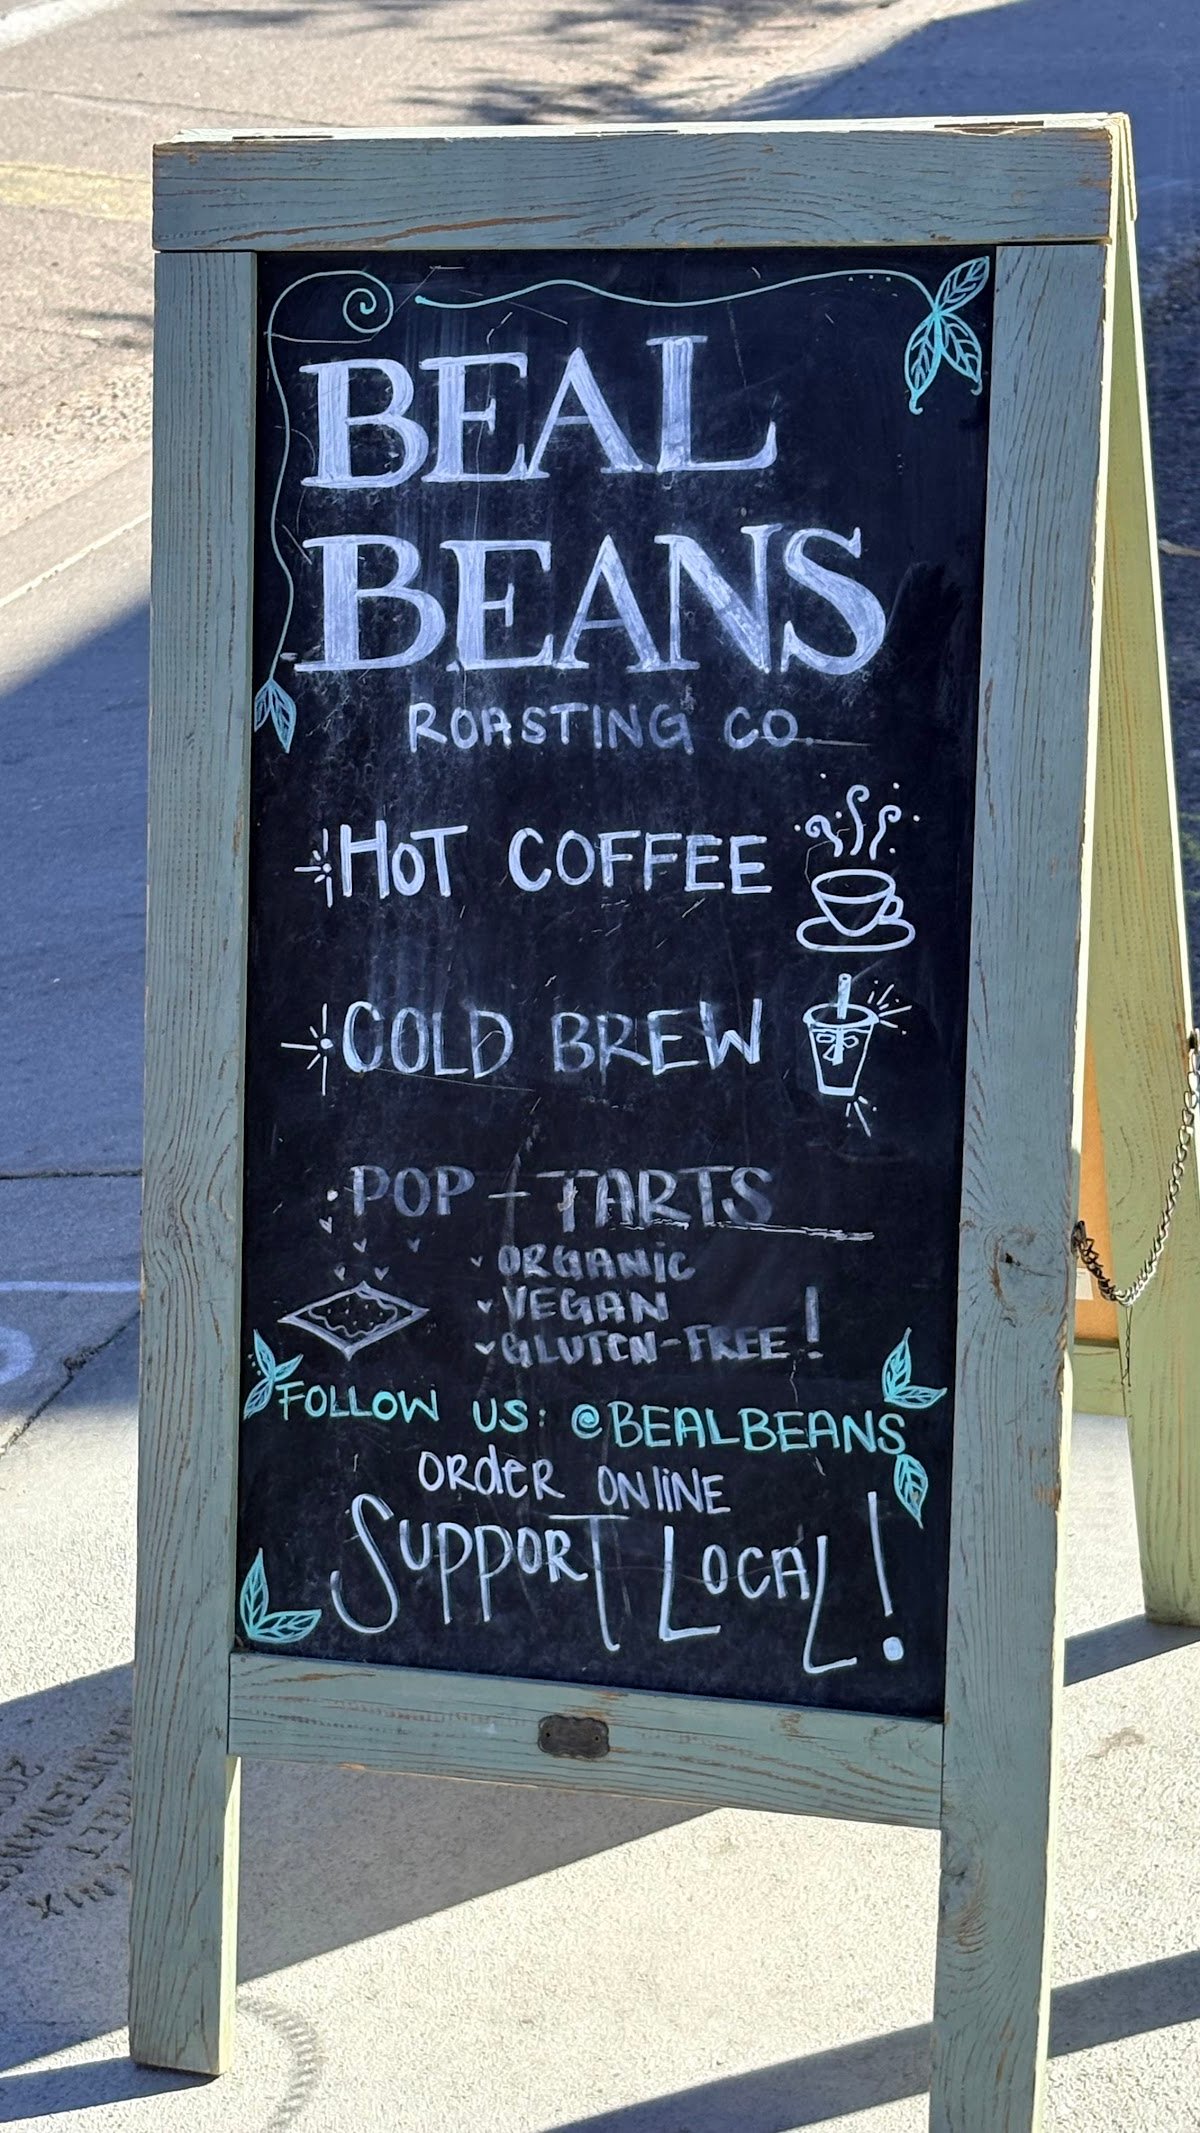 BEAL
BEANS
ROASTING CO.
HOT COFFEE
COLD BREW
POP-TARTS
ORGANIC
VEGAN
GLUTEN-FREE!
FOLLOW US: @BEALBEANS
ORDER ONLINE
SUPPORT LOCAL!